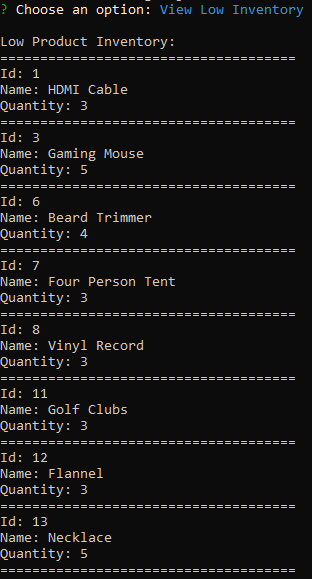 ? Choose an option: View Low Inventory
Low Product Inventory:
=====================================
Id: 1
Name: HDMI Cable
Quantity: 3
=====================================
Id: 3
Name: Gaming Mouse
Quantity: 5
=====================================
Id: 6
Name: Beard Trimmer
Quantity: 4
=====================================
Id: 7
Name: Four Person Tent
Quantity: 3
=====================================
Id: 8
Name: Vinyl Record
Quantity: 3
=====================================
Id: 11
Name: Golf Clubs
Quantity: 3
=====================================
Id: 12
Name: Flannel
Quantity: 3
=====================================
Id: 13
Name: Necklace
Quantity: 5
=====================================